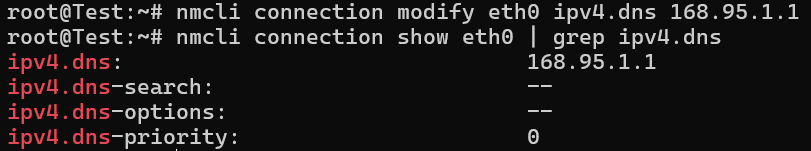 root@Test:~# nmcli connection modify eth0 ipv4.dns 168.95.1.1
root@Test:~# nmcli connection show eth0 | grep ipv4.dns
ipv4.dns:                               168.95.1.1
ipv4.dns-search:                        --
ipv4.dns-options:                       --
ipv4.dns-priority:                      0